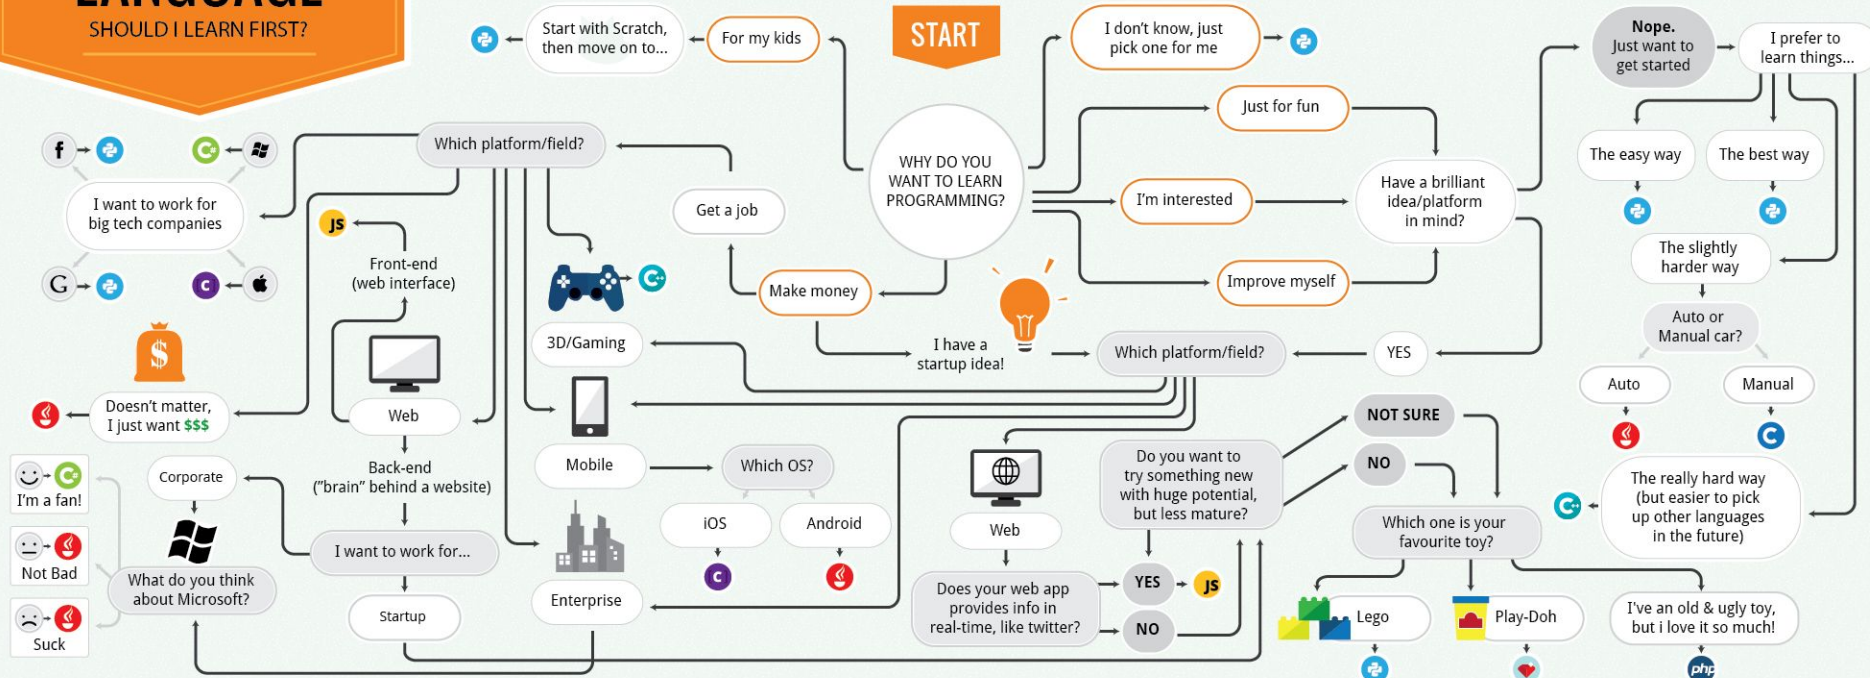 LANGUAGE
SHOULD I LEARN FIRST?
Start with Scratch,
then move on to...
For my kids
START
I don't know, just
pick one for me
Nope.
Just want to
get started
I prefer to
learn things...
Just for fun
Which platform/field?
WHY DO YOU
WANT TO LEARN
PROGRAMMING?
The easy way
The best way
f
C#
I want to work for
big tech companies
JS
Get a job
I'm interested
Have a brilliant
idea/platform
in mind?
The slightly
harder way
Front-end
(web interface)
G
C
C++
Make money
Improve myself
Auto or
Manual car?
$
3D/Gaming
I have a
startup idea!
Which platform/field?
YES
Auto
Manual
C
Doesn't matter,
I just want $$$
Web
NOT SURE
NO
Mobile
Which OS?
Do you want to
try something new
with huge potential,
but less mature?
C#
I'm a fan!
Corporate
Back-end
("brain" behind a website)
The really hard way
(but easier to pick
up other languages
in the future)
C++
iOS
Android
Web
Which one is your
favourite toy?
Not Bad
I want to work for...
C
What do you think
about Microsoft?
Enterprise
Does your web app
provides info in
real-time, like twitter?
YES
JS
NO
Startup
Lego
Play-Doh
I've an old & ugly toy,
but i love it so much!
Suck
php